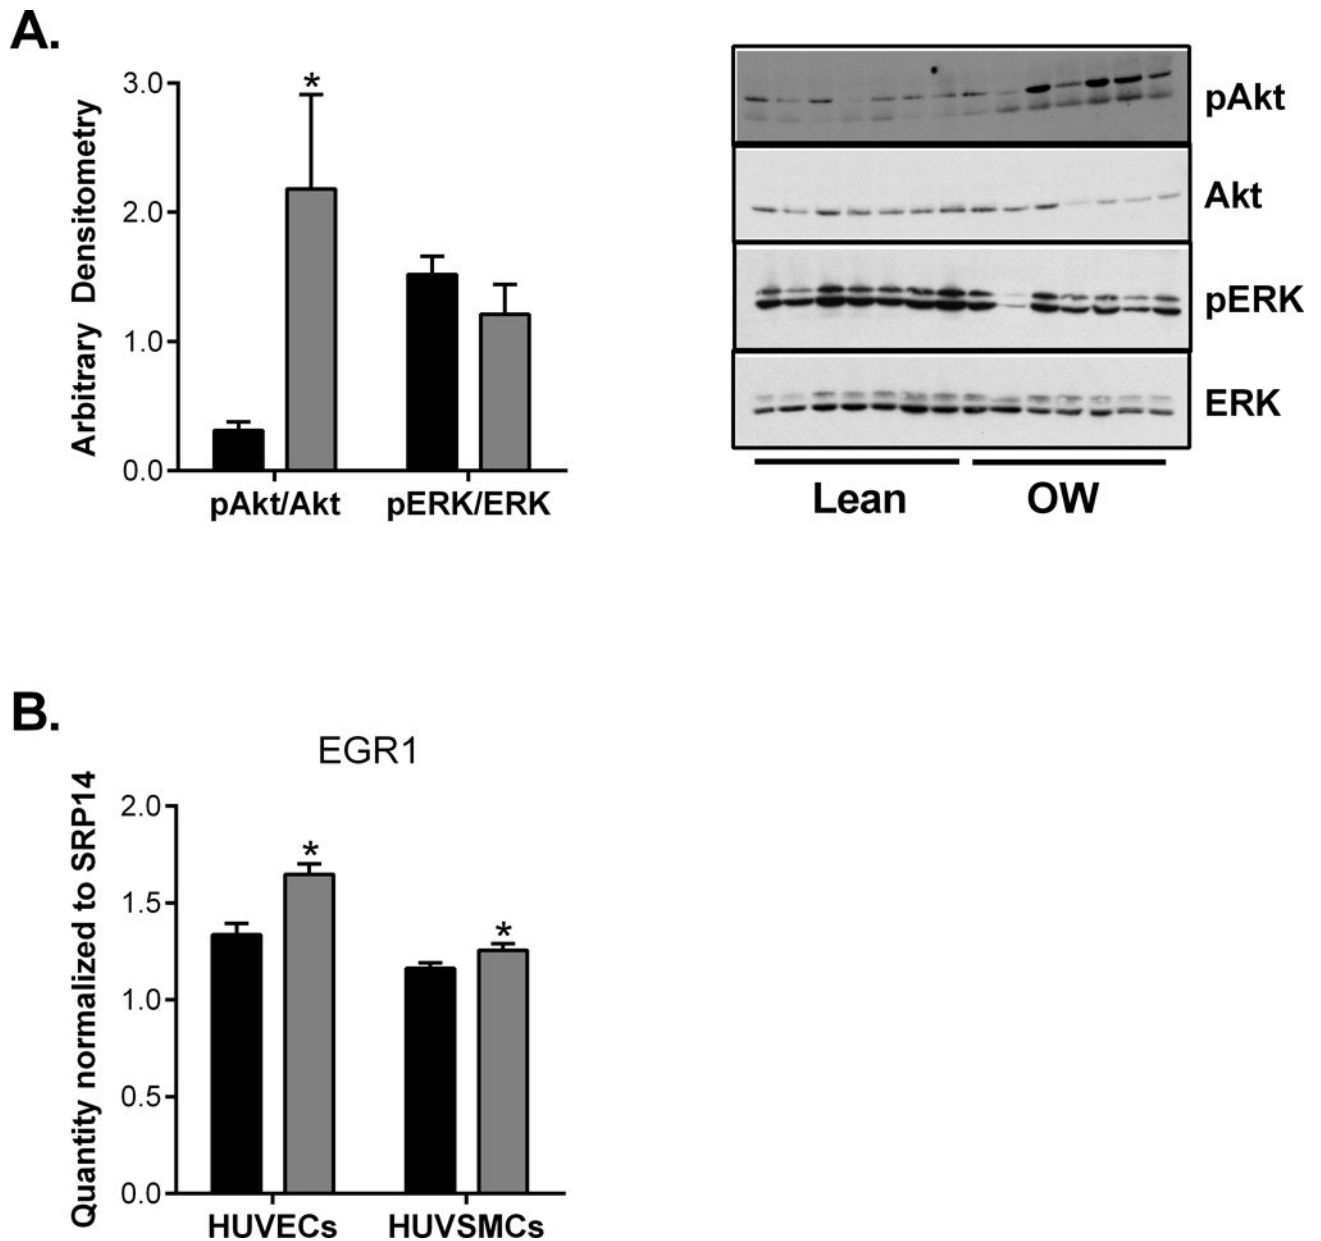 A.
Arbitrary Densitometry
3.0
2.0
1.0
0.0
*
pAkt/Akt
pERK/ERK
pAkt
Akt
pERK
ERK
Lean
OW
B.
EGR1
Quantity normalized to SRP14
2.0
1.5
1.0
0.5
0.0
*
*
HUVECs
HUVSMCs